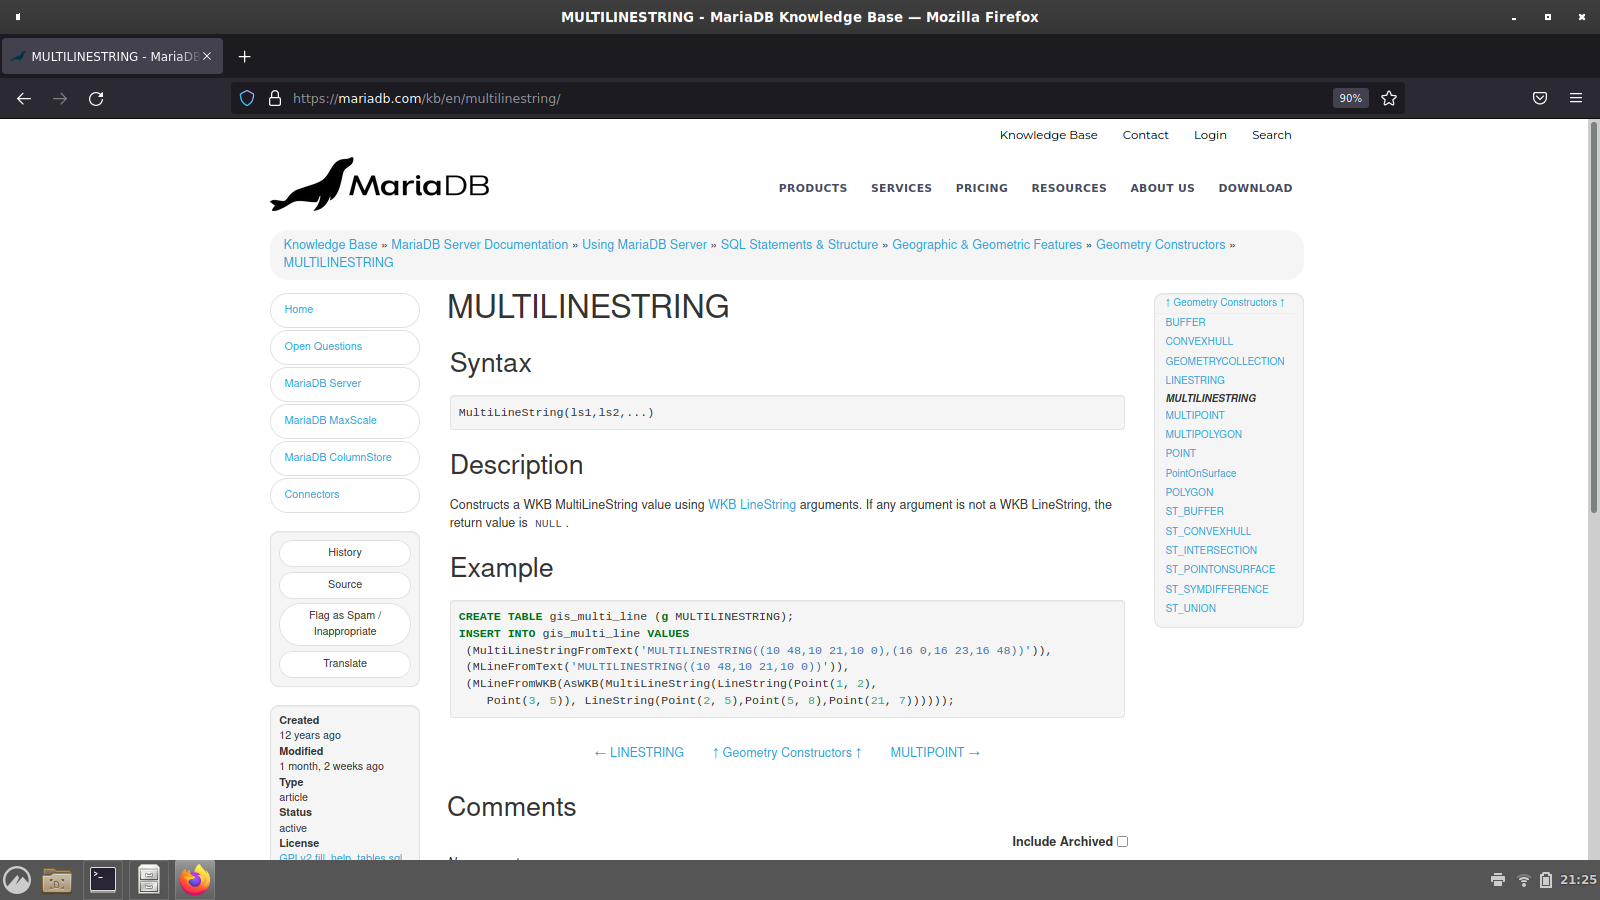 MULTILINESTRING - MariaDB Knowledge Base — Mozilla Firefox
MULTILINESTRING - MariaDB
https://mariadb.com/kb/en/multilinestring/
90%
Knowledge Base Contact Login Search
MariaDB
PRODUCTS SERVICES PRICING RESOURCES ABOUT US DOWNLOAD
Knowledge Base » MariaDB Server Documentation » Using MariaDB Server » SQL Statements & Structure » Geographic & Geometric Features » Geometry Constructors »
MULTILINESTRING
Home
Open Questions
MariaDB Server
MariaDB MaxScale
MariaDB ColumnStore
Connectors
History
Source
Flag as Spam /
Inappropriate
Translate
Created
12 years ago
Modified
1 month, 2 weeks ago
Type
article
Status
active
License
GPLv2 fill_help_tables.sql
MULTILINESTRING
Syntax
MultiLineString(ls1,ls2,...)
Description
Constructs a WKB MultiLineString value using WKB LineString arguments. If any argument is not a WKB LineString, the
return value is NULL.
Example
CREATE TABLE gis_multi_line (g MULTILINESTRING);
INSERT INTO gis_multi_line VALUES
(MultiLineStringFromText('MULTILINESTRING((10 48,10 21,10 0),(16 0,16 23,16 48))')),
(MLineFromText('MULTILINESTRING((10 48,10 21,10 0))')),
(MLineFromWKB(AsWKB(MultiLineString(LineString(Point(1, 2),
Point(3, 5)), LineString(Point(2, 5),Point(5, 8),Point(21, 7))))));
← LINESTRING ↑ Geometry Constructors ↑ MULTIPOINT →
Comments
Include Archived
↑ Geometry Constructors ↑
BUFFER
CONVEXHULL
GEOMETRYCOLLECTION
LINESTRING
MULTILINESTRING
MULTIPOINT
MULTIPOLYGON
POINT
PointOnSurface
POLYGON
ST_BUFFER
ST_CONVEXHULL
ST_INTERSECTION
ST_POINTONSURFACE
ST_SYMDIFFERENCE
ST_UNION
21:25